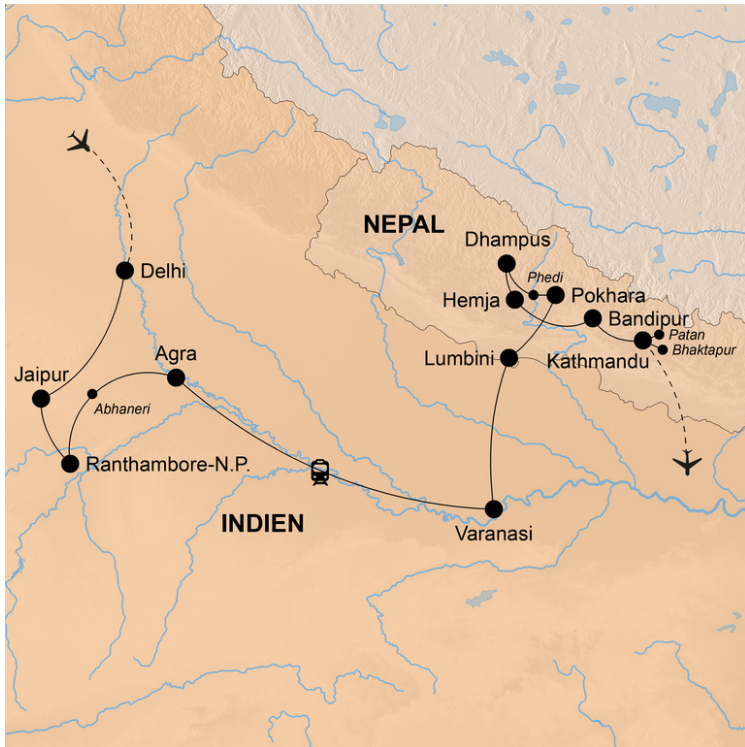 NEPAL
Dhampus
Delhi
Phedi
Hemja
Pokhara
Bandipur
Patan
Agra
Lumbini
Kathmandu
Bhaktapur
Jaipur
Abhaneri
Ranthambore-N.P.
INDIEN
Varanasi